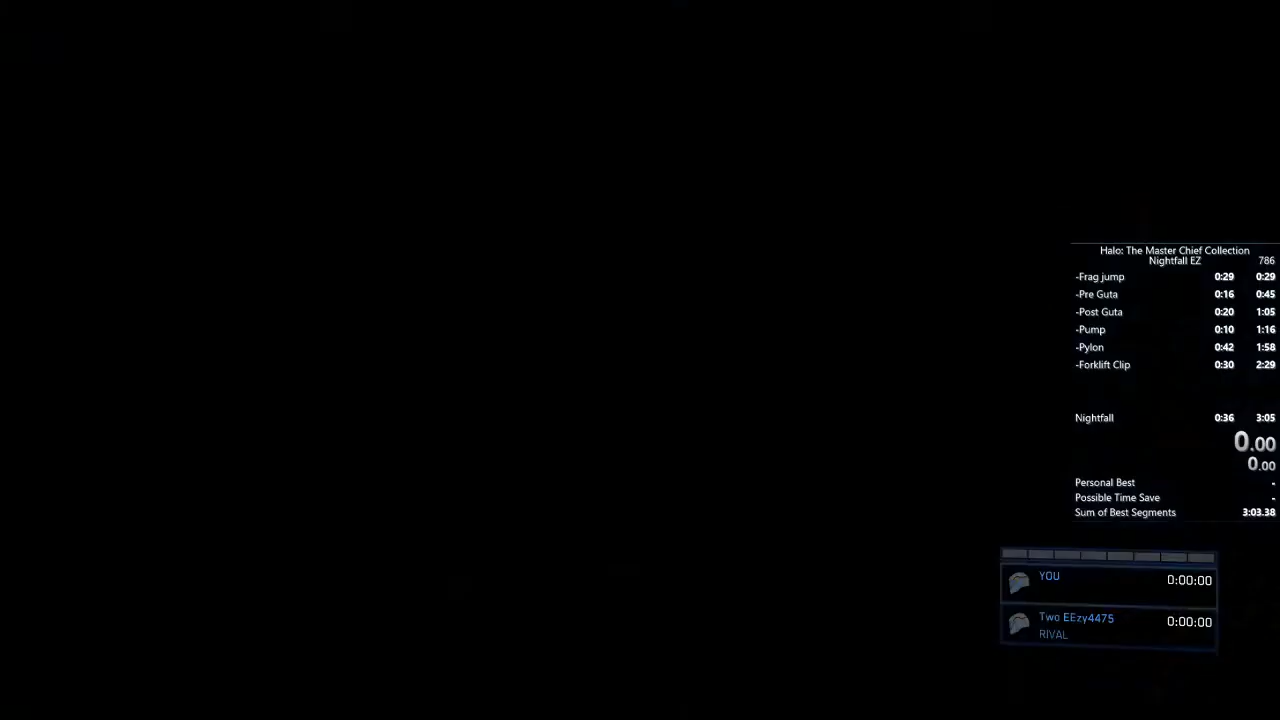 Halo: The Master Chief Collection
Nightfall EZ 786
-Frag jump 0:29 0:29
-Pre Guta 0:16 0:45
-Post Guta 0:20 1:05
-Pump 0:10 1:16
-Pylon 0:42 1:58
-Forklift Clip 0:30 2:29
Nightfall 0:36 3:05
0.00
0.00
Personal Best -
Possible Time Save -
Sum of Best Segments 3:03.38
YOU 0:00:00
Two EEzy4475 0:00:00
RIVAL